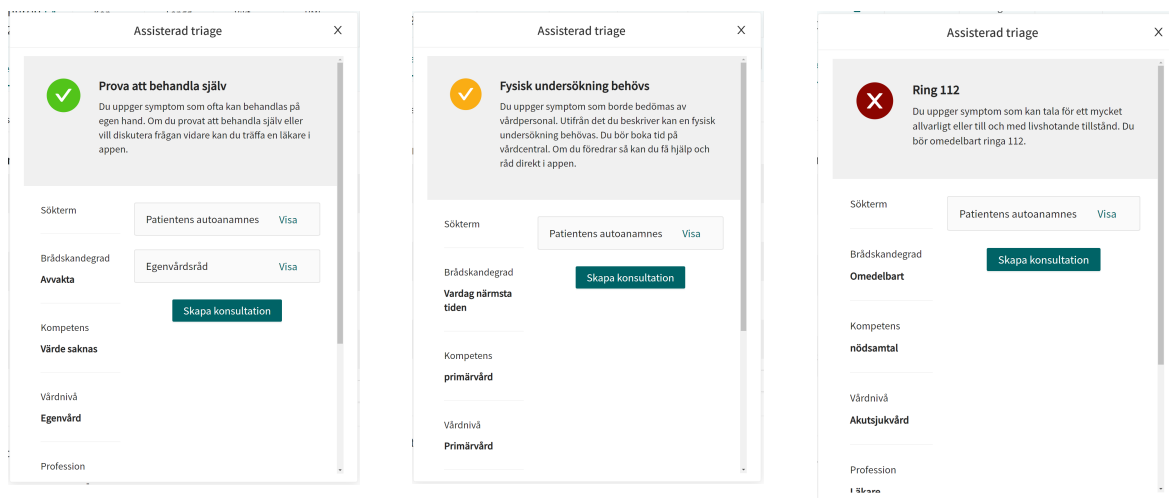 Assisterad triage X
Prova att behandla själv
Du uppger symptom som ofta kan behandlas på
egen hand. Om du provat att behandla själv eller
vill diskutera frågan vidare kan du träffa en läkare i
appen.
Sökterm
Patientens autoanamnes Visa
Brådskandegrad
Avvakta
Egenvårdsråd Visa
Skapa konsultation
Kompetens
Värde saknas
Vårdnivå
Egenvård
Profession
Assisterad triage X
Fysisk undersökning behövs
Du uppger symptom som borde bedömas av
vårdpersonal. Utifrån det du beskriver kan en fysisk
undersökning behövas. Du bör boka tid på
vårdcentral. Om du föredrar så kan du få hjälp och
råd direkt i appen.
Sökterm
Patientens autoanamnes Visa
Brådskandegrad
Vardag närmsta
tiden
Skapa konsultation
Kompetens
primärvård
Vårdnivå
Primärvård
Assisterad triage X
Ring 112
Du uppger symptom som kan tala för ett mycket
allvarligt eller till och med livshotande tillstånd. Du
bör omedelbart ringa 112.
Sökterm
Patientens autoanamnes Visa
Brådskandegrad
Omedelbart
Skapa konsultation
Kompetens
nödsamtal
Vårdnivå
Akutsjukvård
Profession
Läkare